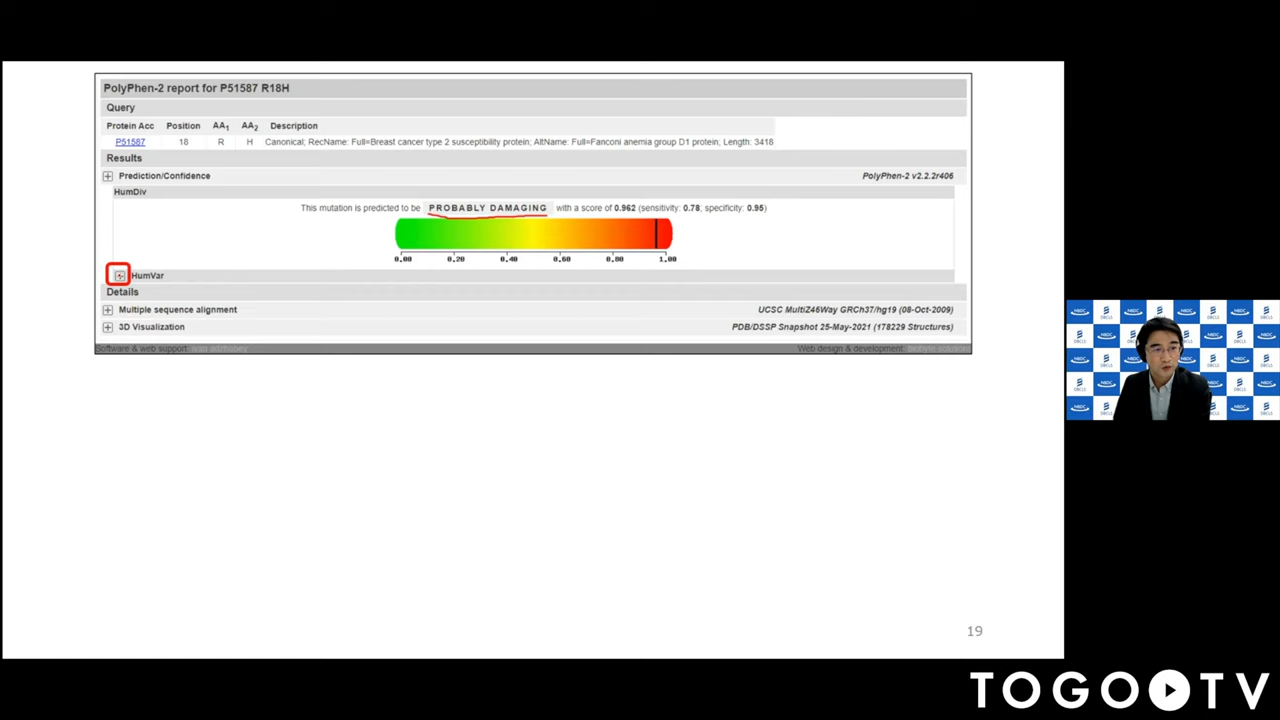 PolyPhen-2 report for P51587 R18H
Query
Protein Acc Position AA1 AA2 Description
P51587 18 R H Canonical; RecName: Full=Breast cancer type 2 susceptibility protein; AltName: Full=Fanconi anemia group D1 protein; Length: 3418
Results
Prediction/Confidence PolyPhen-2 v2.2.2r406
HumDiv
This mutation is predicted to be PROBABLY DAMAGING with a score of 0.962 (sensitivity: 0.78; specificity: 0.95)
0.00 0.20 0.40 0.60 0.80 1.00
HumVar
Details
Multiple sequence alignment UCSC MultiZ46Way GRCh37/hg19 (08-Oct-2009)
3D Visualization PDB/DSSP Snapshot 25-May-2021 (178229 Structures)
Software & web support: Web design & development:
19
NBDC
DBCLS
TOGO TV